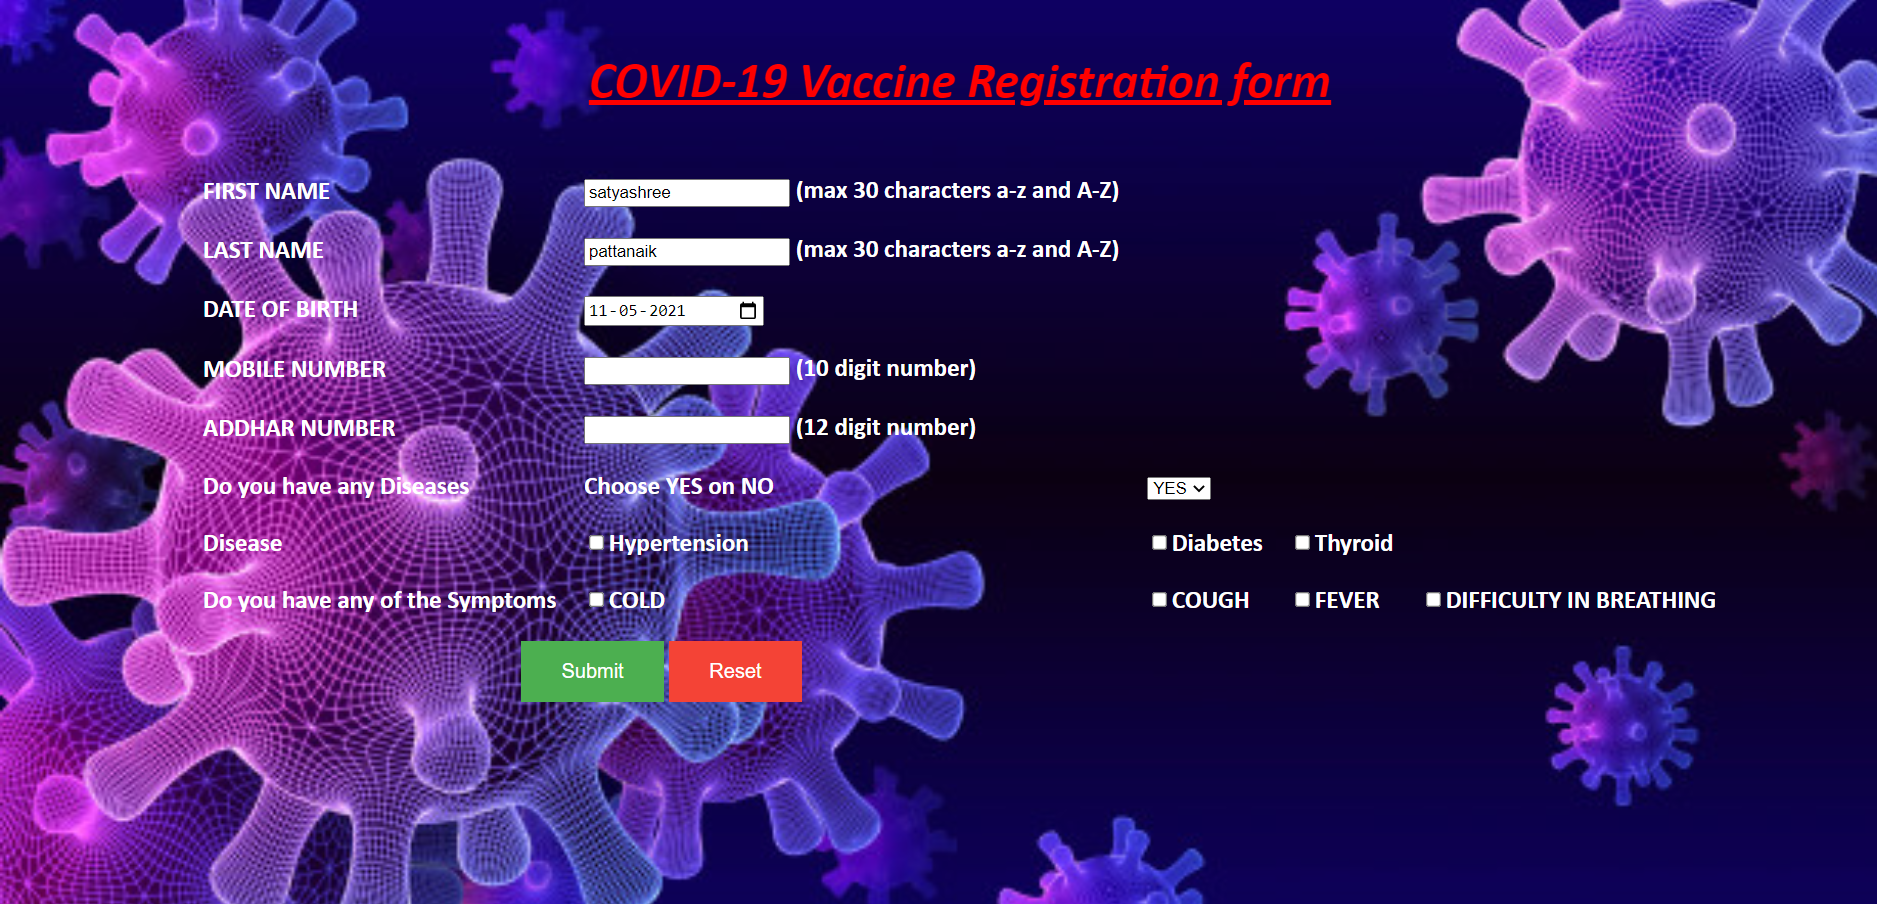 COVID-19 Vaccine Registration form
FIRST NAME satyashree (max 30 characters a-z and A-Z)
LAST NAME pattanaik (max 30 characters a-z and A-Z)
DATE OF BIRTH 11-05-2021
MOBILE NUMBER (10 digit number)
ADDHAR NUMBER (12 digit number)
Do you have any Diseases Choose YES on NO YES
Disease Hypertension Diabetes Thyroid
Do you have any of the Symptoms COLD COUGH FEVER DIFFICULTY IN BREATHING
Submit Reset